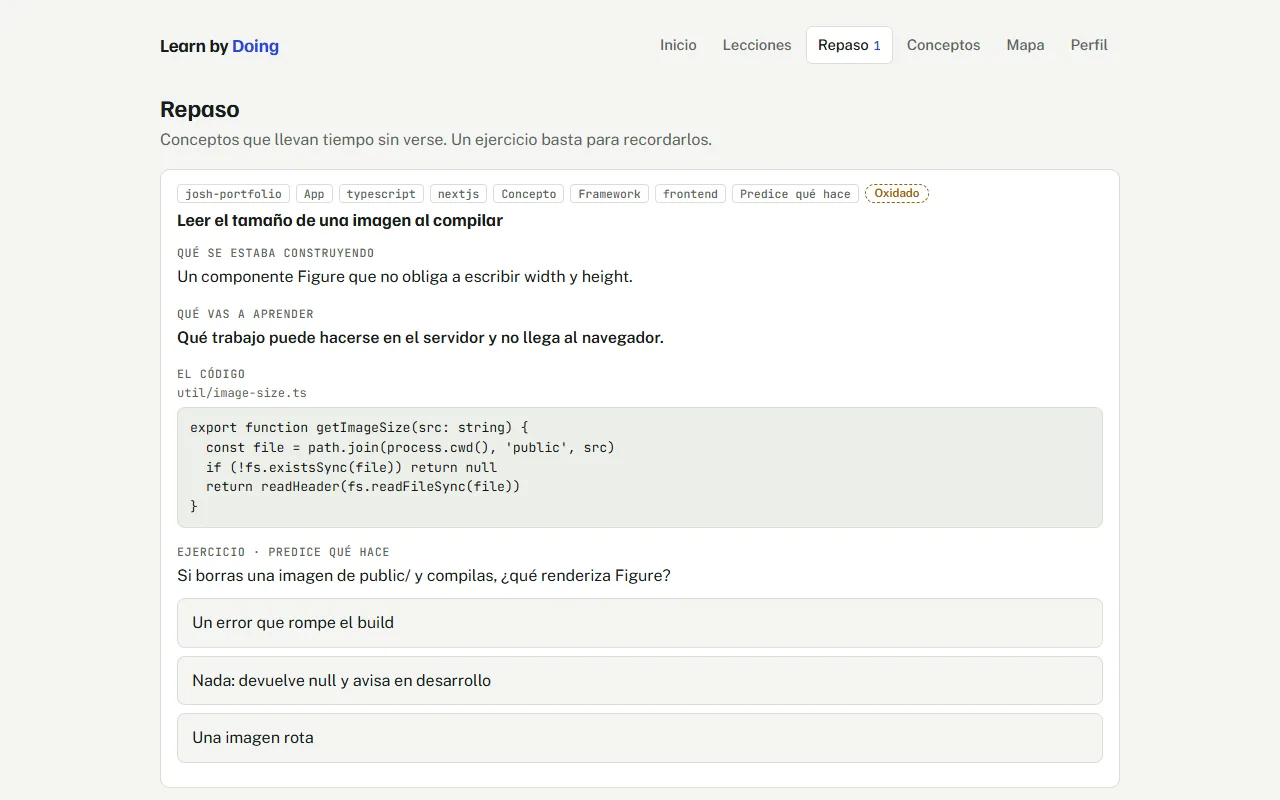 Learn by Doing
Inicio Lecciones Repaso 1 Conceptos Mapa Perfil
Repaso
Conceptos que llevan tiempo sin verse. Un ejercicio basta para recordarlos.
josh-portfolio App typescript nextjs Concepto Framework frontend Predice qué hace Oxidado
Leer el tamaño de una imagen al compilar
QUÉ SE ESTABA CONSTRUYENDO
Un componente Figure que no obliga a escribir width y height.
QUÉ VAS A APRENDER
Qué trabajo puede hacerse en el servidor y no llega al navegador.
EL CÓDIGO
util/image-size.ts
export function getImageSize(src: string) {
  const file = path.join(process.cwd(), 'public', src)
  if (!fs.existsSync(file)) return null
  return readHeader(fs.readFileSync(file))
}
EJERCICIO · PREDICE QUÉ HACE
Si borras una imagen de public/ y compilas, ¿qué renderiza Figure?
Un error que rompe el build
Nada: devuelve null y avisa en desarrollo
Una imagen rota